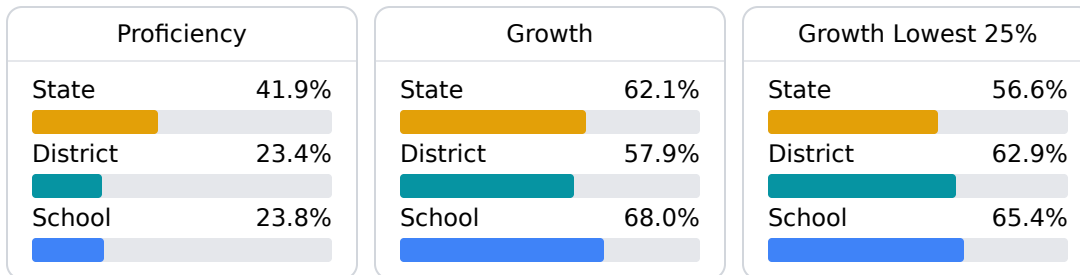 Proficiency
State 41.9%
District 23.4%
School 23.8%
Growth
State 62.1%
District 57.9%
School 68.0%
Growth Lowest 25%
State 56.6%
District 62.9%
School 65.4%